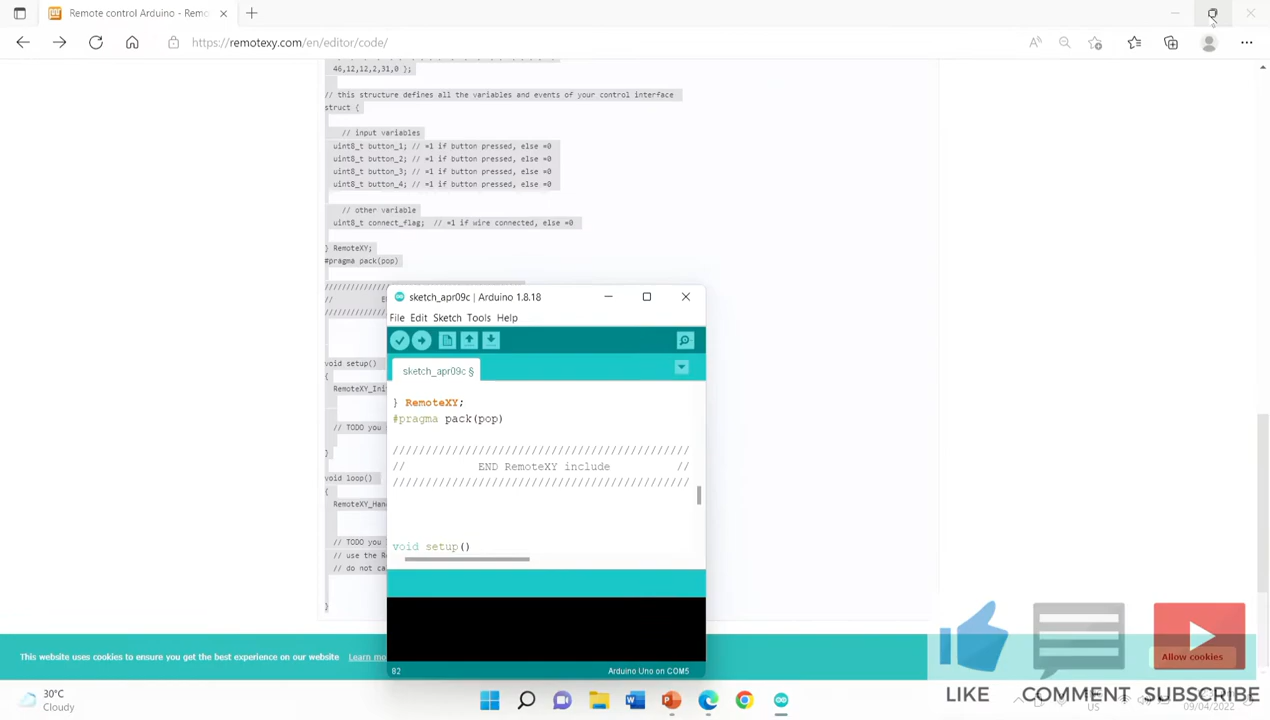 Remote control Arduino - Remo
https://remotexy.com/en/editor/code/
46,12,12,2,31,0 };
// this structure defines all the variables and events of your control interface
struct {
// input variables
uint8_t button_1; // =1 if button pressed, else =0
uint8_t button_2; // =1 if button pressed, else =0
uint8_t button_3; // =1 if button pressed, else =0
uint8_t button_4; // =1 if button pressed, else =0
// other variable
uint8_t connect_flag; // =1 if wire connected, else =0
} RemoteXY;
#pragma pack(pop)
/////////////////
// E
void setup()
{
RemoteXY_Ini
// TODO you
}
void loop()
{
RemoteXY_Han
// TODO you
// use the Re
// do not ca
}
sketch_apr09c | Arduino 1.8.18
File Edit Sketch Tools Help
sketch_apr09c §
} RemoteXY;
#pragma pack(pop)
/////////////////////////////////////////////
// END RemoteXY include //
/////////////////////////////////////////////
void setup()
82 Arduino Uno on COM5
This website uses cookies to ensure you get the best experience on our website Learn mo
Allow cookies
LIKE COMMENT SUBSCRIBE
30°C
Cloudy
US
09/04/2022